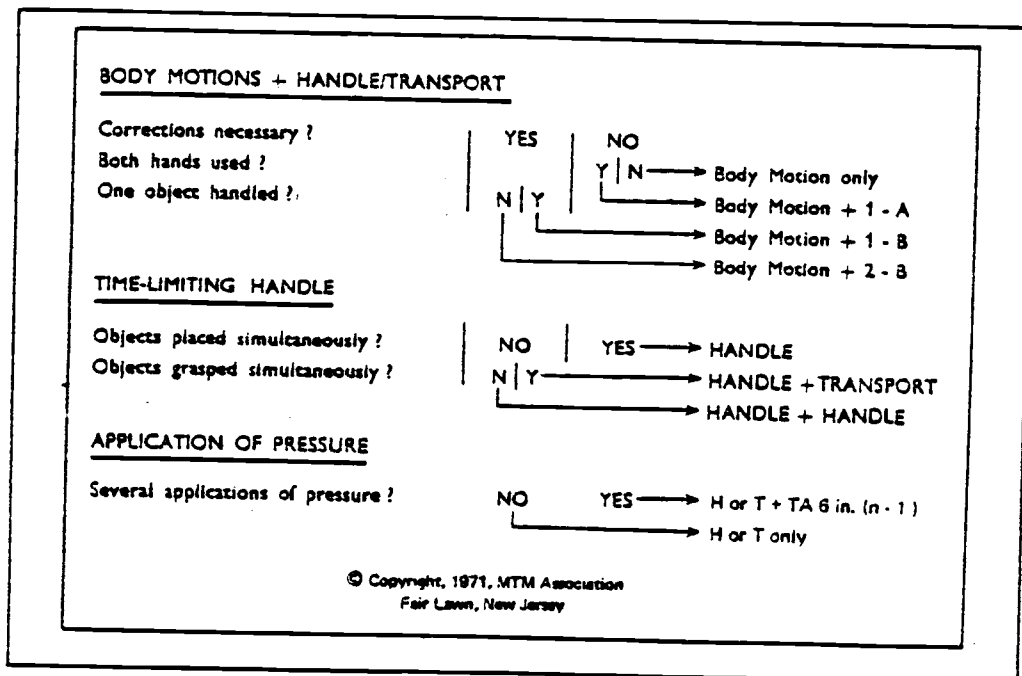 BODY MOTIONS + HANDLE/TRANSPORT
Corrections necessary ? YES NO
Both hands used ? Y N Body Motion only
One object handled ? N Y Body Motion + 1 - A
Body Motion + 1 - B
Body Motion + 2 - B
TIME-LIMITING HANDLE
Objects placed simultaneously ? NO YES HANDLE
Objects grasped simultaneously ? N Y HANDLE + TRANSPORT
HANDLE + HANDLE
APPLICATION OF PRESSURE
Several applications of pressure ? NO YES H or T + TA 6 in. (n - 1)
H or T only
© Copyright, 1971, MTM Association
Fair Lawn, New Jersey